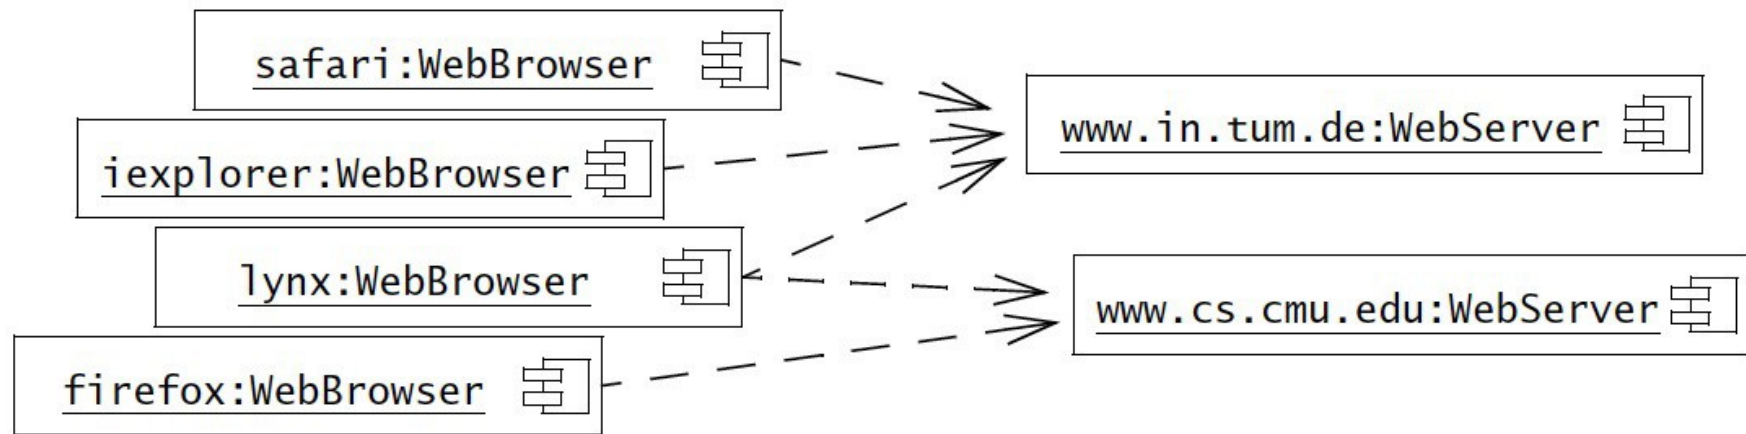 safari:WebBrowser
iexplorer:WebBrowser
lynx:WebBrowser
firefox:WebBrowser
www.in.tum.de:WebServer
www.cs.cmu.edu:WebServer